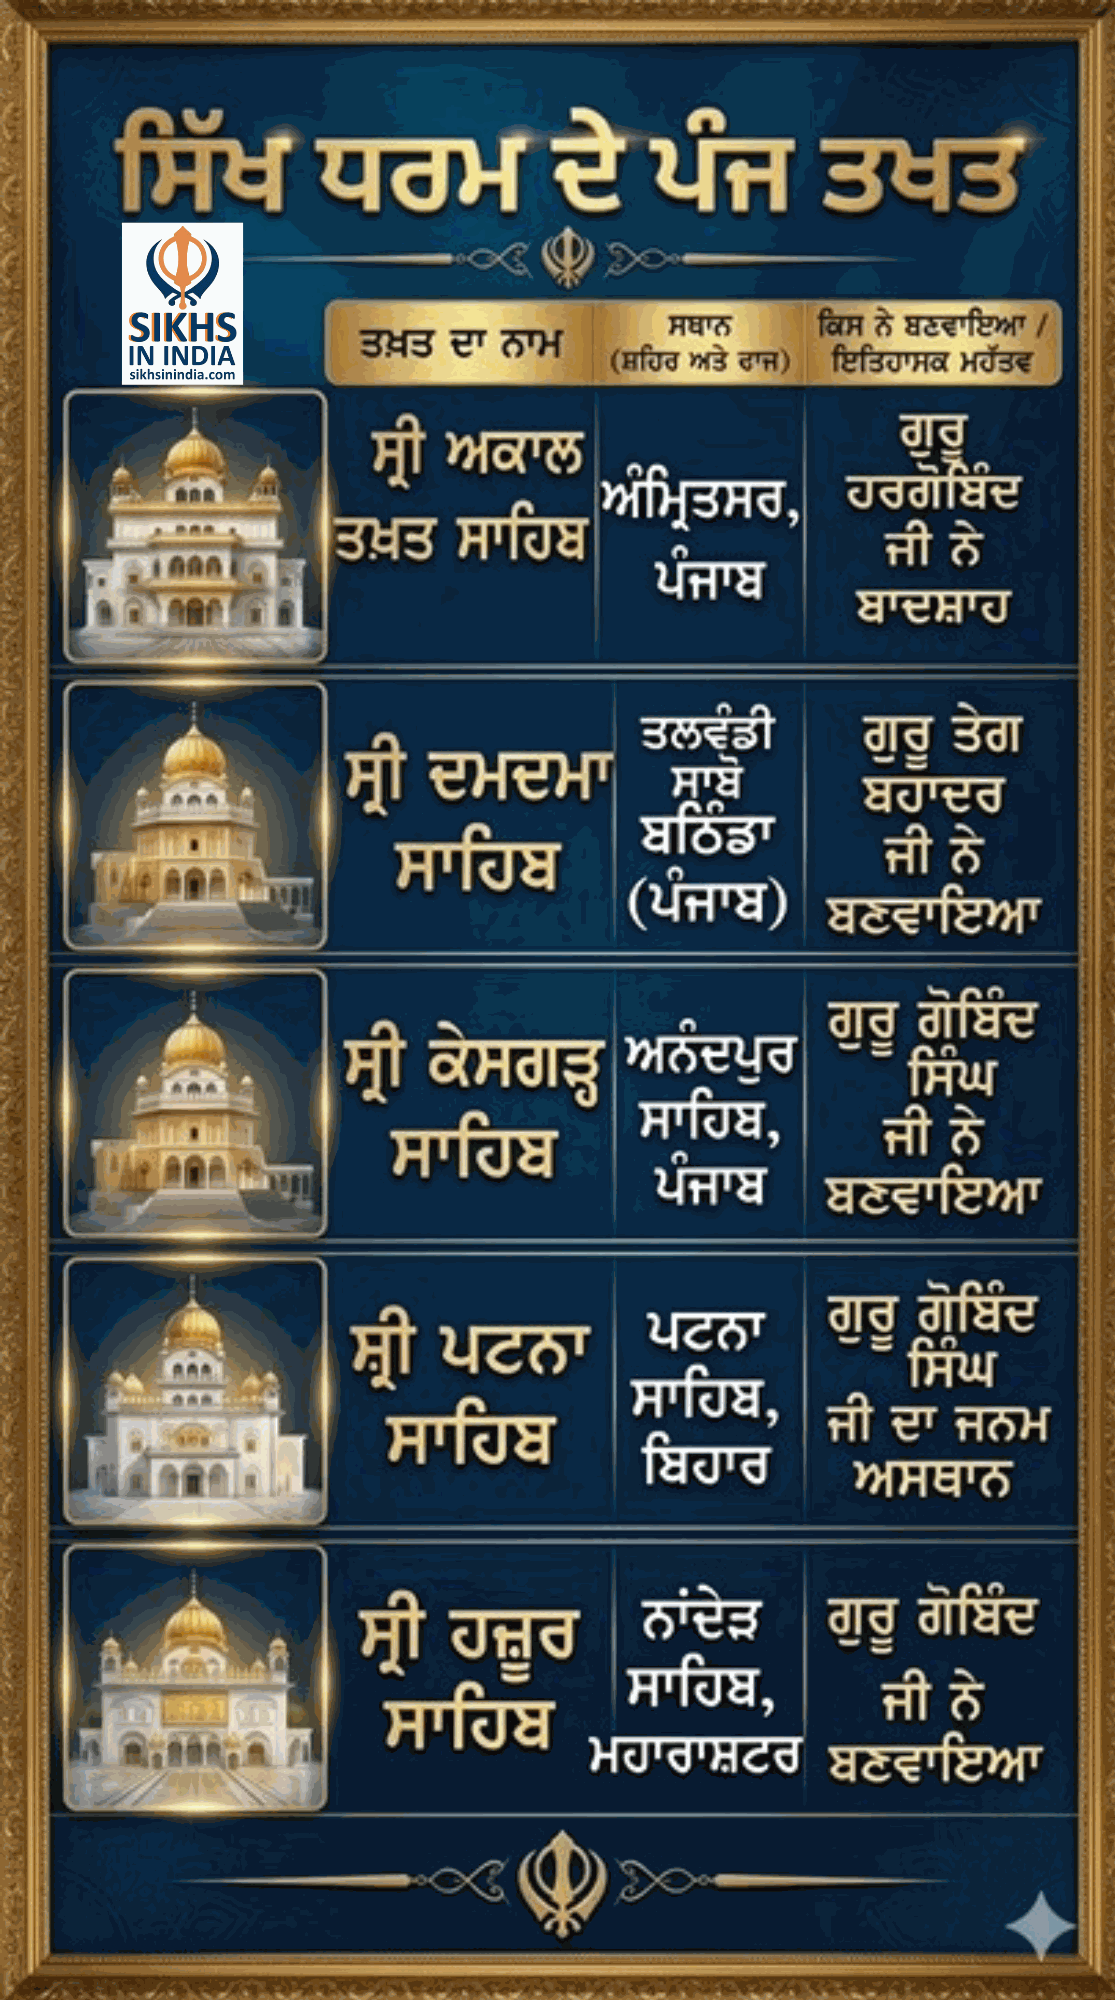 ਸਿੱਖ ਧਰਮ ਦੇ ਪੰਜ ਤਖਤ
SIKHS
IN INDIA
sikhsinindia.com
ਤਖ਼ਤ ਦਾ ਨਾਮ
ਸਥਾਨ
(ਸ਼ਹਿਰ ਅਤੇ ਰਾਜ)
ਕਿਸ ਨੇ ਬਣਵਾਇਆ /
ਇਤਿਹਾਸਕ ਮਹੱਤਵ
ਸ੍ਰੀ ਅਕਾਲ
ਤਖ਼ਤ ਸਾਹਿਬ
ਅੰਮ੍ਰਿਤਸਰ,
ਪੰਜਾਬ
ਗੁਰੂ
ਹਰਗੋਬਿੰਦ
ਜੀ ਨੇ
ਬਾਦਸ਼ਾਹ
ਸ੍ਰੀ ਦਮਦਮਾ
ਸਾਹਿਬ
ਤਲਵੰਡੀ
ਸਾਬੋ
ਬਠਿੰਡਾ
(ਪੰਜਾਬ)
ਗੁਰੂ ਤੇਗ
ਬਹਾਦਰ
ਜੀ ਨੇ
ਬਣਵਾਇਆ
ਸ੍ਰੀ ਕੇਸਗੜ੍ਹ
ਸਾਹਿਬ
ਅਨੰਦਪੁਰ
ਸਾਹਿਬ,
ਪੰਜਾਬ
ਗੁਰੂ ਗੋਬਿੰਦ
ਸਿੰਘ
ਜੀ ਨੇ
ਬਣਵਾਇਆ
ਸ਼੍ਰੀ ਪਟਨਾ
ਸਾਹਿਬ
ਪਟਨਾ
ਸਾਹਿਬ,
ਬਿਹਾਰ
ਗੁਰੂ ਗੋਬਿੰਦ
ਸਿੰਘ
ਜੀ ਦਾ ਜਨਮ
ਅਸਥਾਨ
ਸ੍ਰੀ ਹਜ਼ੂਰ
ਸਾਹਿਬ
ਨਾਂਦੇੜ
ਸਾਹਿਬ,
ਮਹਾਰਾਸ਼ਟਰ
ਗੁਰੂ ਗੋਬਿੰਦ
ਜੀ ਨੇ
ਬਣਵਾਇਆ